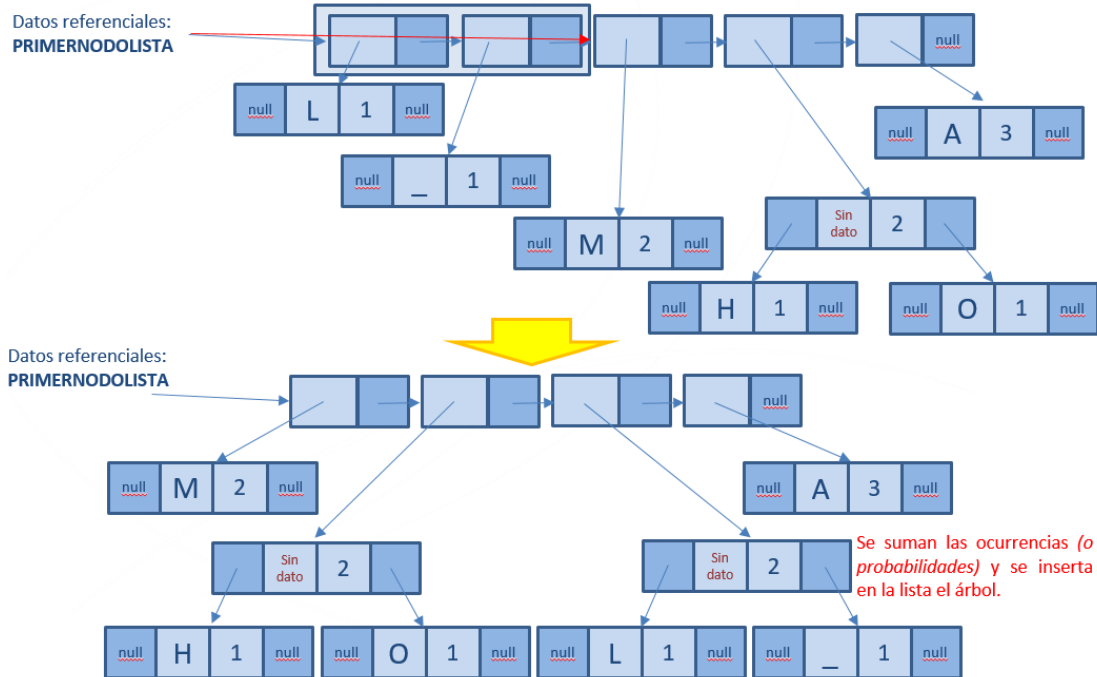 Datos referenciales:
PRIMERNODOLISTA
null
null L 1 null
null A 3 null
null _ 1 null
Sin
dato 2
null M 2 null
null H 1 null
null O 1 null
Datos referenciales:
PRIMERNODOLISTA
null
null M 2 null
null A 3 null
Sin
dato 2
Sin
dato 2
Se suman las ocurrencias (o
probabilidades) y se inserta
en la lista el árbol.
null H 1 null
null O 1 null
null L 1 null
null _ 1 null